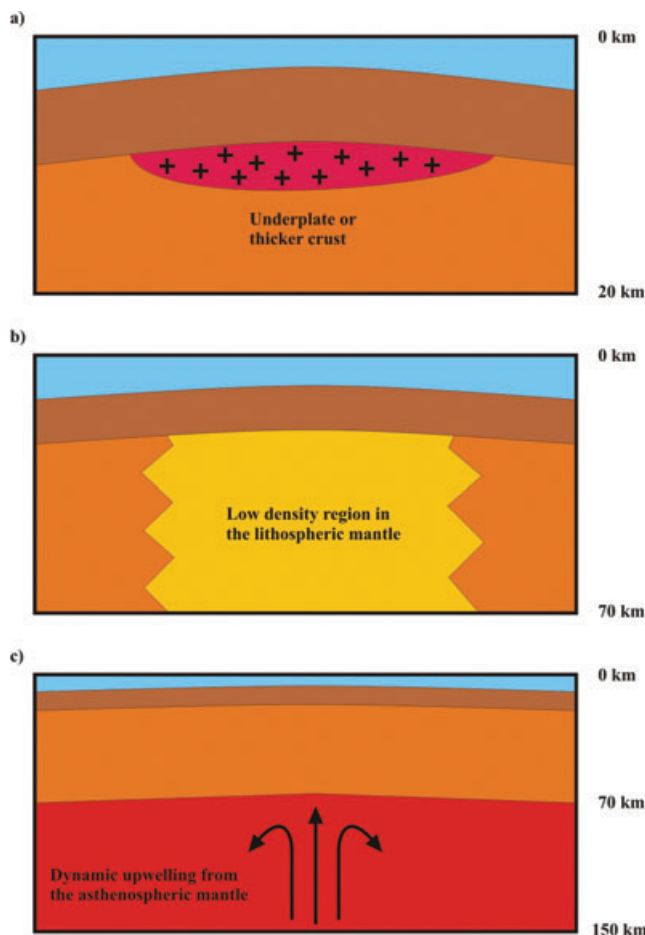 a)
0 km
Underplate or
thicker crust
20 km
b)
0 km
Low density region in
the lithospheric mantle
70 km
c)
0 km
70 km
Dynamic upwelling from
the asthenospheric mantle
150 km